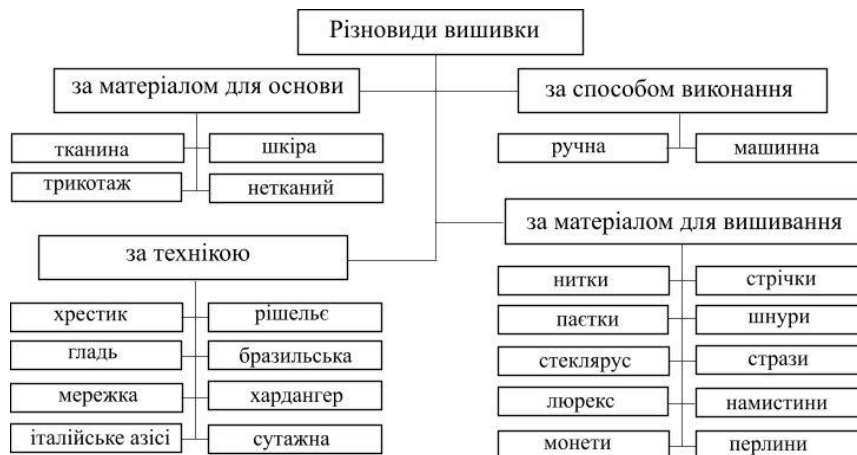 Різновиди вишивки
за матеріалом для основи
тканина
шкіра
трикотаж
нетканий
за способом виконання
ручна
машинна
за технікою
хрестик
рішельє
гладь
бразильська
мережка
хардангер
італійське азісі
сутажна
за матеріалом для вишивання
нитки
стрічки
паєтки
шнури
стеклярус
стрази
люрекс
намистини
монети
перлини